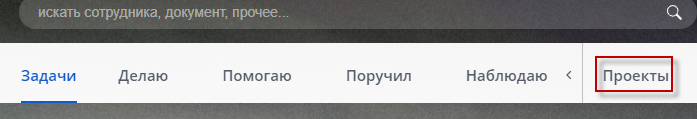 искать сотрудника, документ, прочее...
Задачи Делаю Помогаю Поручил Наблюдаю Проекты